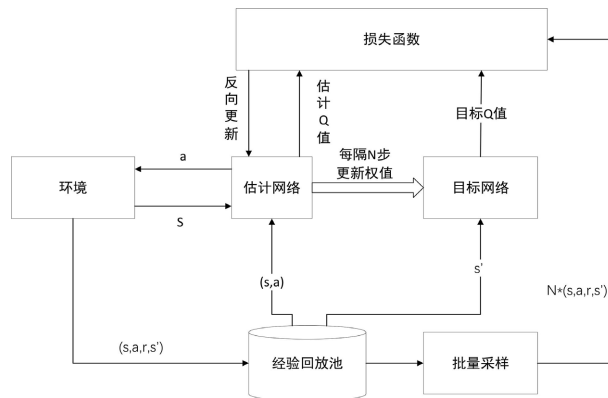 损失函数
反
向
更
新
估
计
Q
值
目标Q值
a
每隔N步
更新权值
环境
估计网络
目标网络
S
(s,a)
s'
N*(s,a,r,s')
(s,a,r,s')
经验回放池
批量采样